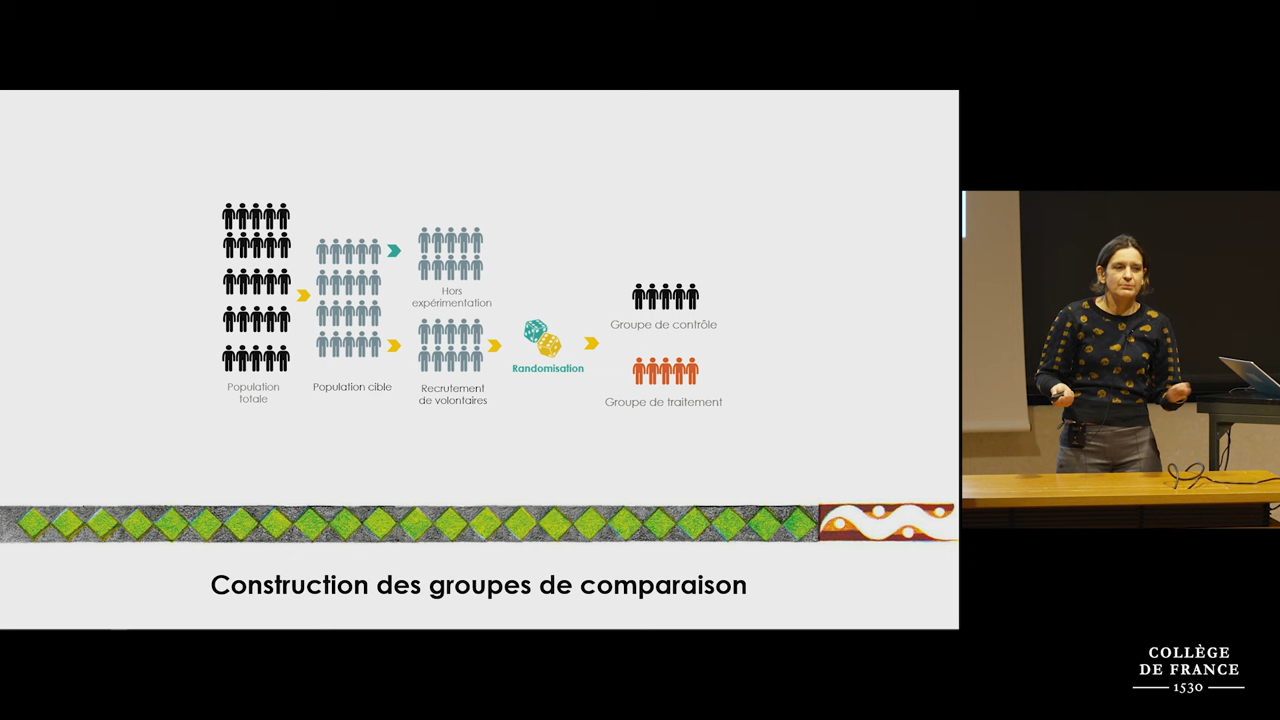 Population
totale
Population cible
Hors
expérimentation
Recrutement
de volontaires
Randomisation
Groupe de contrôle
Groupe de traitement
Construction des groupes de comparaison
COLLÈGE
DE FRANCE
1530